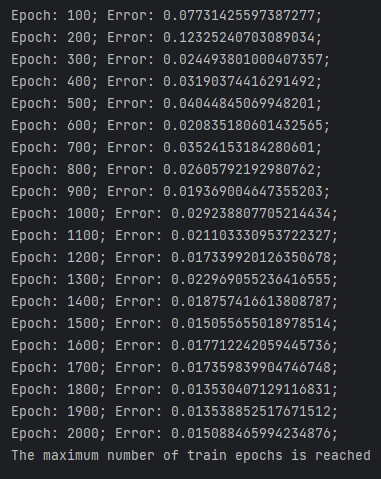 Epoch: 100; Error: 0.07731425597387277;
Epoch: 200; Error: 0.12325240703089034;
Epoch: 300; Error: 0.024493801000407357;
Epoch: 400; Error: 0.03190374416291492;
Epoch: 500; Error: 0.04044845069948201;
Epoch: 600; Error: 0.020835180601432565;
Epoch: 700; Error: 0.03524153184280601;
Epoch: 800; Error: 0.02605792192980762;
Epoch: 900; Error: 0.019369004647355203;
Epoch: 1000; Error: 0.029238807705214434;
Epoch: 1100; Error: 0.021103330953722327;
Epoch: 1200; Error: 0.017339920126350678;
Epoch: 1300; Error: 0.022969055236416555;
Epoch: 1400; Error: 0.018757416613808787;
Epoch: 1500; Error: 0.015055655018978514;
Epoch: 1600; Error: 0.017712242059445736;
Epoch: 1700; Error: 0.017359839904746748;
Epoch: 1800; Error: 0.013530407129116831;
Epoch: 1900; Error: 0.013538852517671512;
Epoch: 2000; Error: 0.015088465994234876;
The maximum number of train epochs is reached